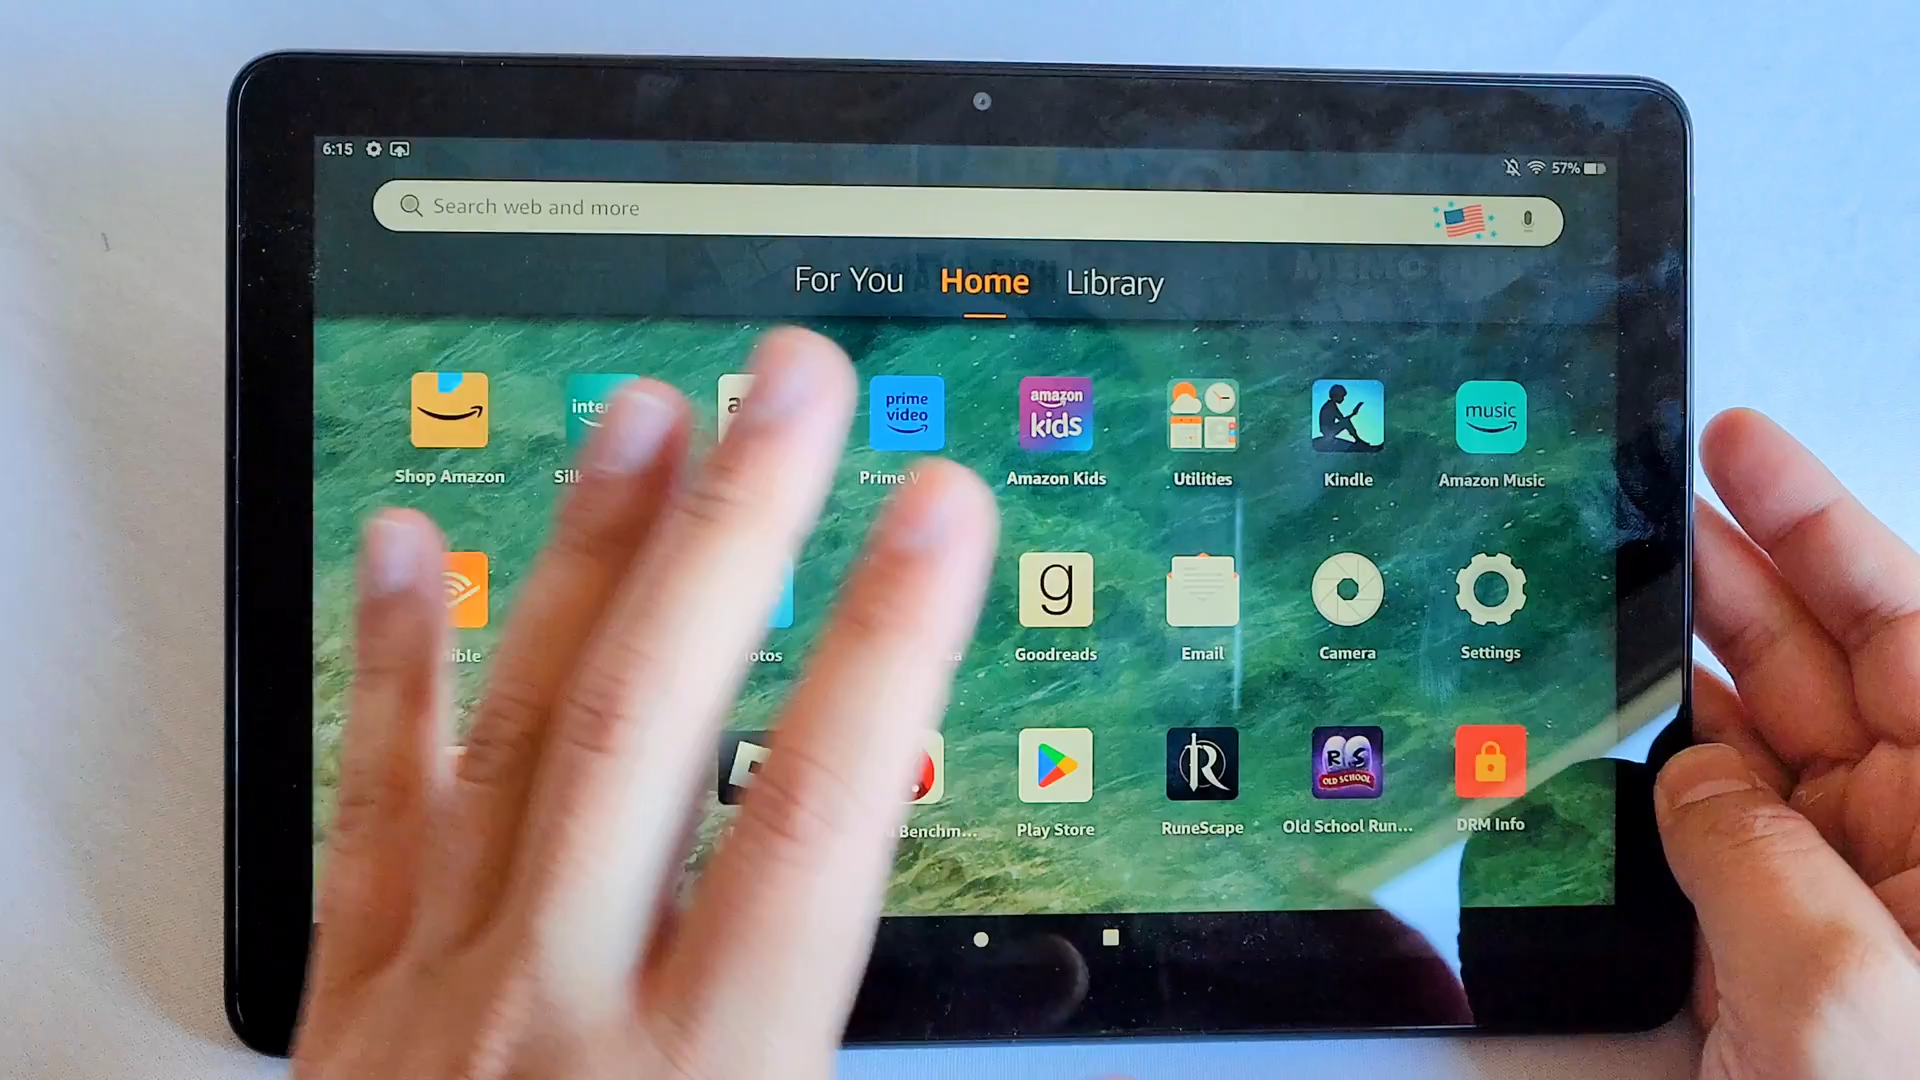 6:15
57%
Search web and more
For You Home Library
inter
prime video
amazon kids
music
Shop Amazon
Prime V
Amazon Kids
Utilities
Kindle
Amazon Music
g
ible
otos
Goodreads
Email
Camera
Settings
R
RS
OLD SCHOOL
Benchm...
Play Store
RuneScape
Old School Run...
DRM Info